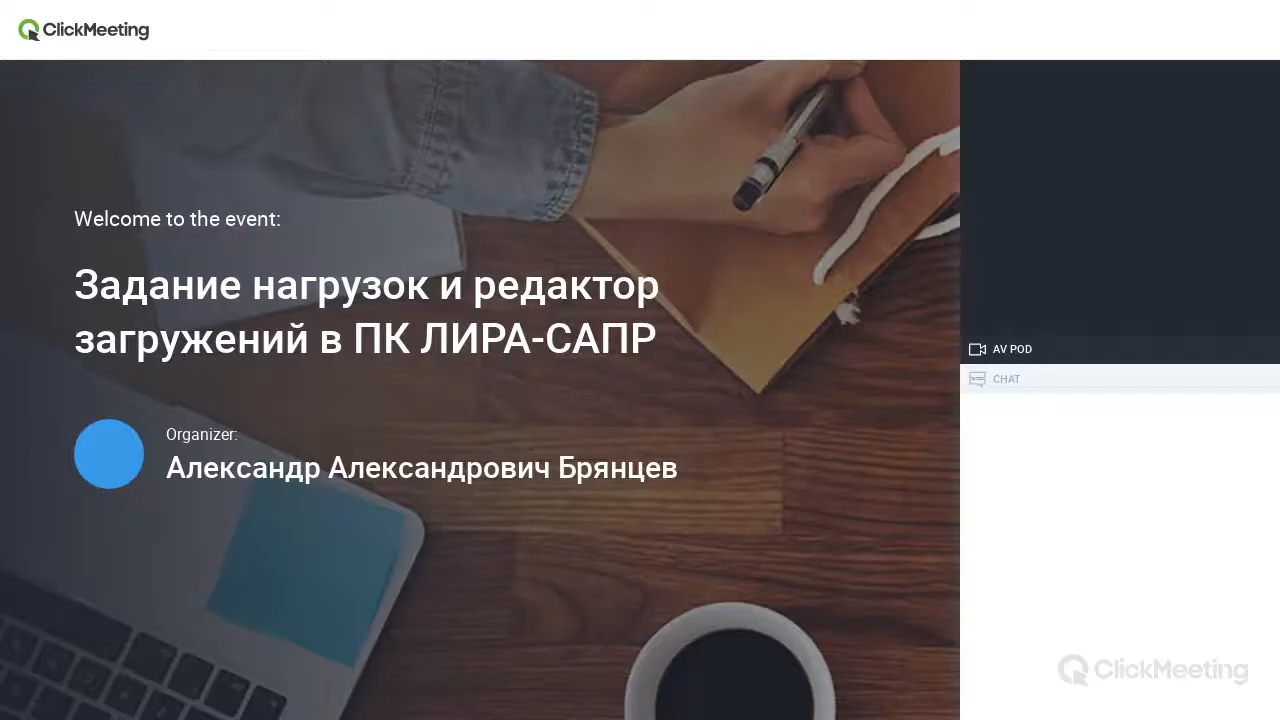 ClickMeeting
Welcome to the event:
Задание нагрузок и редактор
загружений в ПК ЛИРА-САПР
Organizer:
Александр Александрович Брянцев
AV POD
CHAT
ClickMeeting